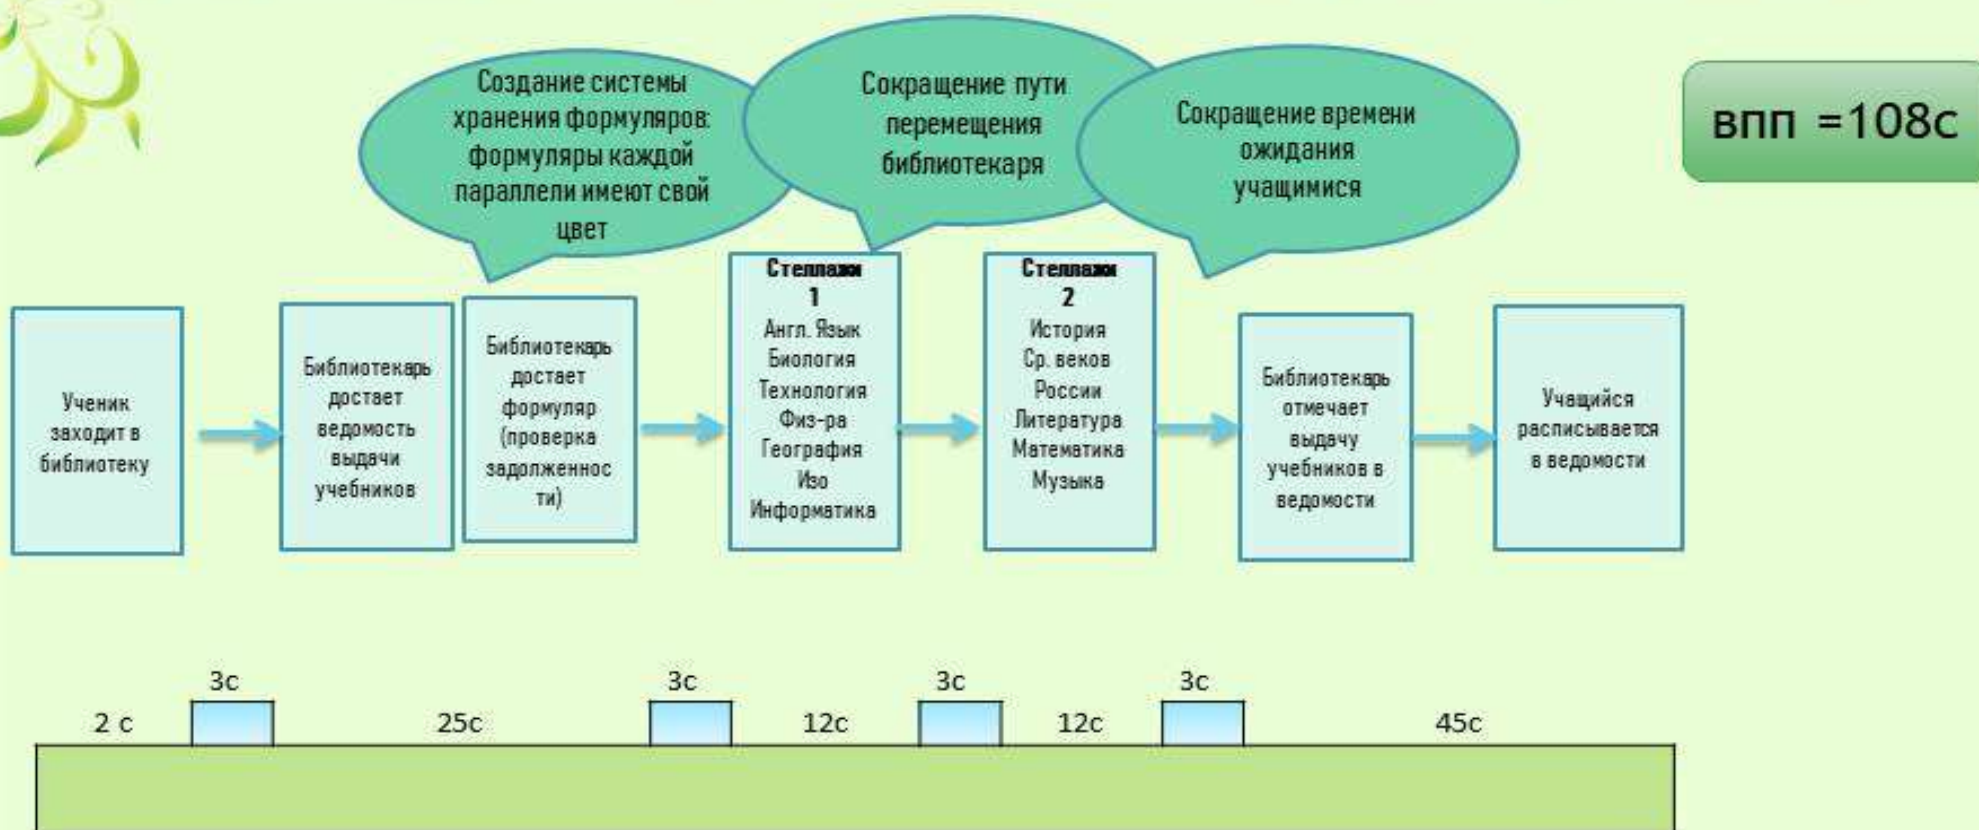 Создание системы
хранения формуляров:
формуляры каждой
параллели имеют свой
цвет
Сокращение пути
перемещения
библиотекаря
Сокращение времени
ожидания
учащимися
впп =108с
Ученик
заходит в
библиотеку
Библиотекарь
достает
ведомость
выдачи
учебников
Библиотекарь
достает
формуляр
(проверка
задолженнос
ти)
Стеллажи
1
Англ. Язык
Биология
Технология
Физ-ра
География
Изо
Информатика
Стеллажи
2
История
Ср. веков
России
Литература
Математика
Музыка
Библиотекарь
отмечает
выдачу
учебников в
ведомости
Учащийся
расписывается
в ведомости
2 с
3с
25с
3с
12с
3с
12с
3с
45с